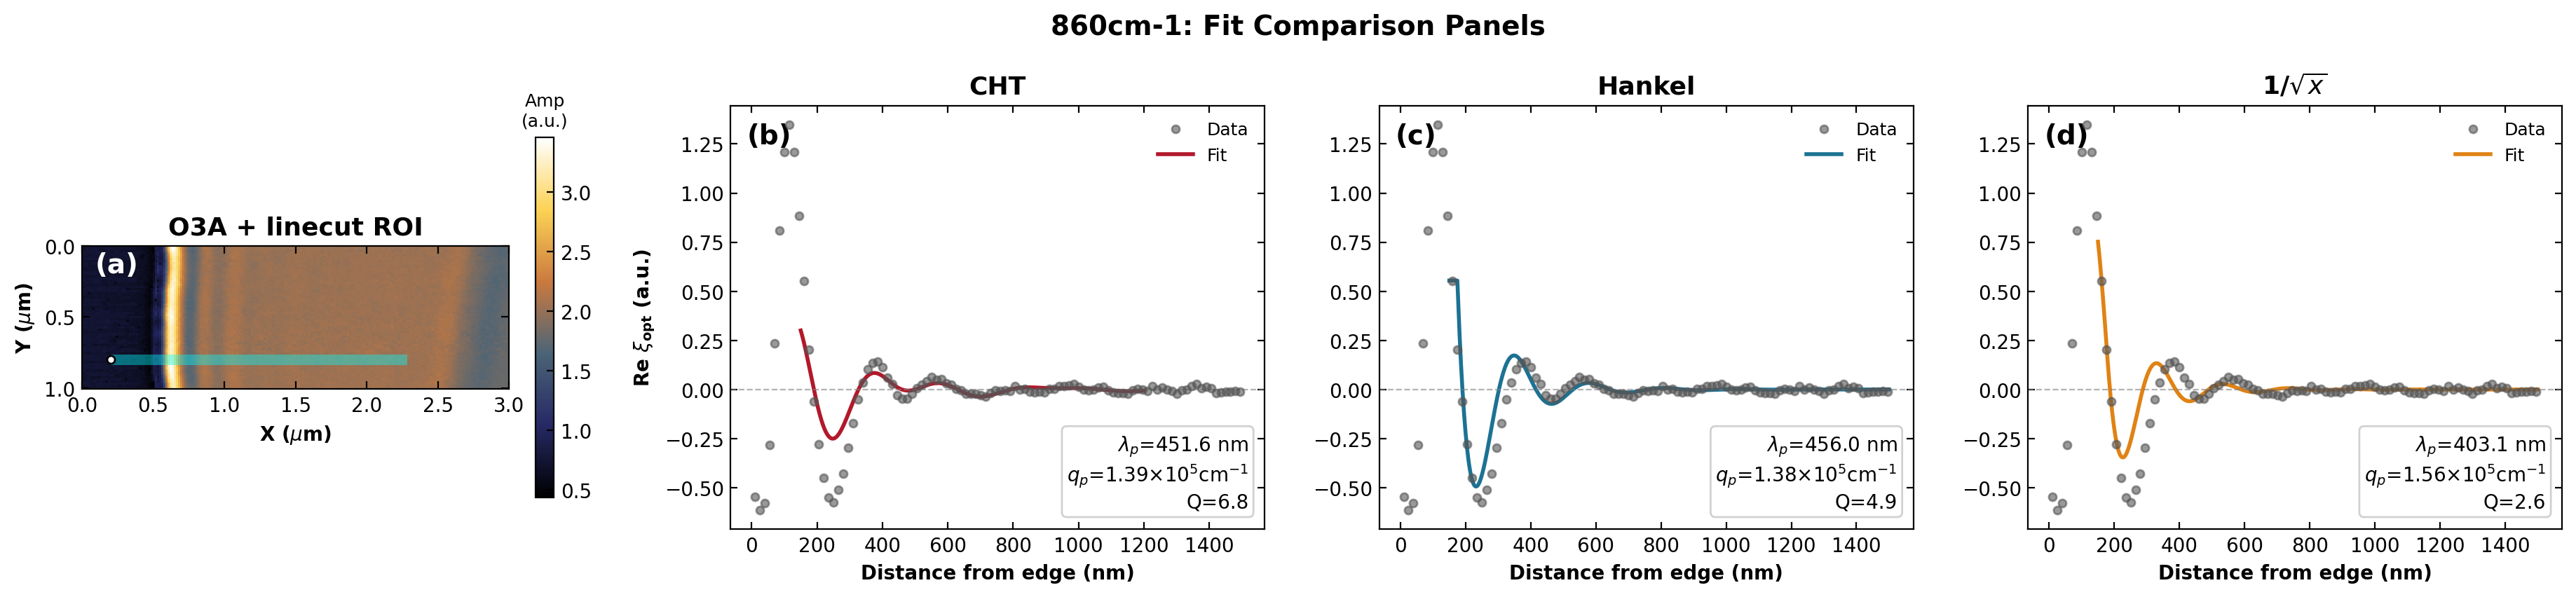 860cm-1: Fit Comparison Panels
O3A + linecut ROI
(a)
0.0
0.5
1.0
Y (μm)
0.0 0.5 1.0 1.5 2.0 2.5 3.0
X (μm)
Amp
(a.u.)
3.0
2.5
2.0
1.5
1.0
0.5
CHT
(b)
Data
Fit
1.25
1.00
0.75
0.50
0.25
0.00
−0.25
−0.50
Re ξopt (a.u.)
λp=451.6 nm
qp=1.39×10⁵cm⁻¹
Q=6.8
0 200 400 600 800 1000 1200 1400
Distance from edge (nm)
Hankel
(c)
Data
Fit
1.25
1.00
0.75
0.50
0.25
0.00
−0.25
−0.50
λp=456.0 nm
qp=1.38×10⁵cm⁻¹
Q=4.9
0 200 400 600 800 1000 1200 1400
Distance from edge (nm)
1/√x
(d)
Data
Fit
1.25
1.00
0.75
0.50
0.25
0.00
−0.25
−0.50
λp=403.1 nm
qp=1.56×10⁵cm⁻¹
Q=2.6
0 200 400 600 800 1000 1200 1400
Distance from edge (nm)